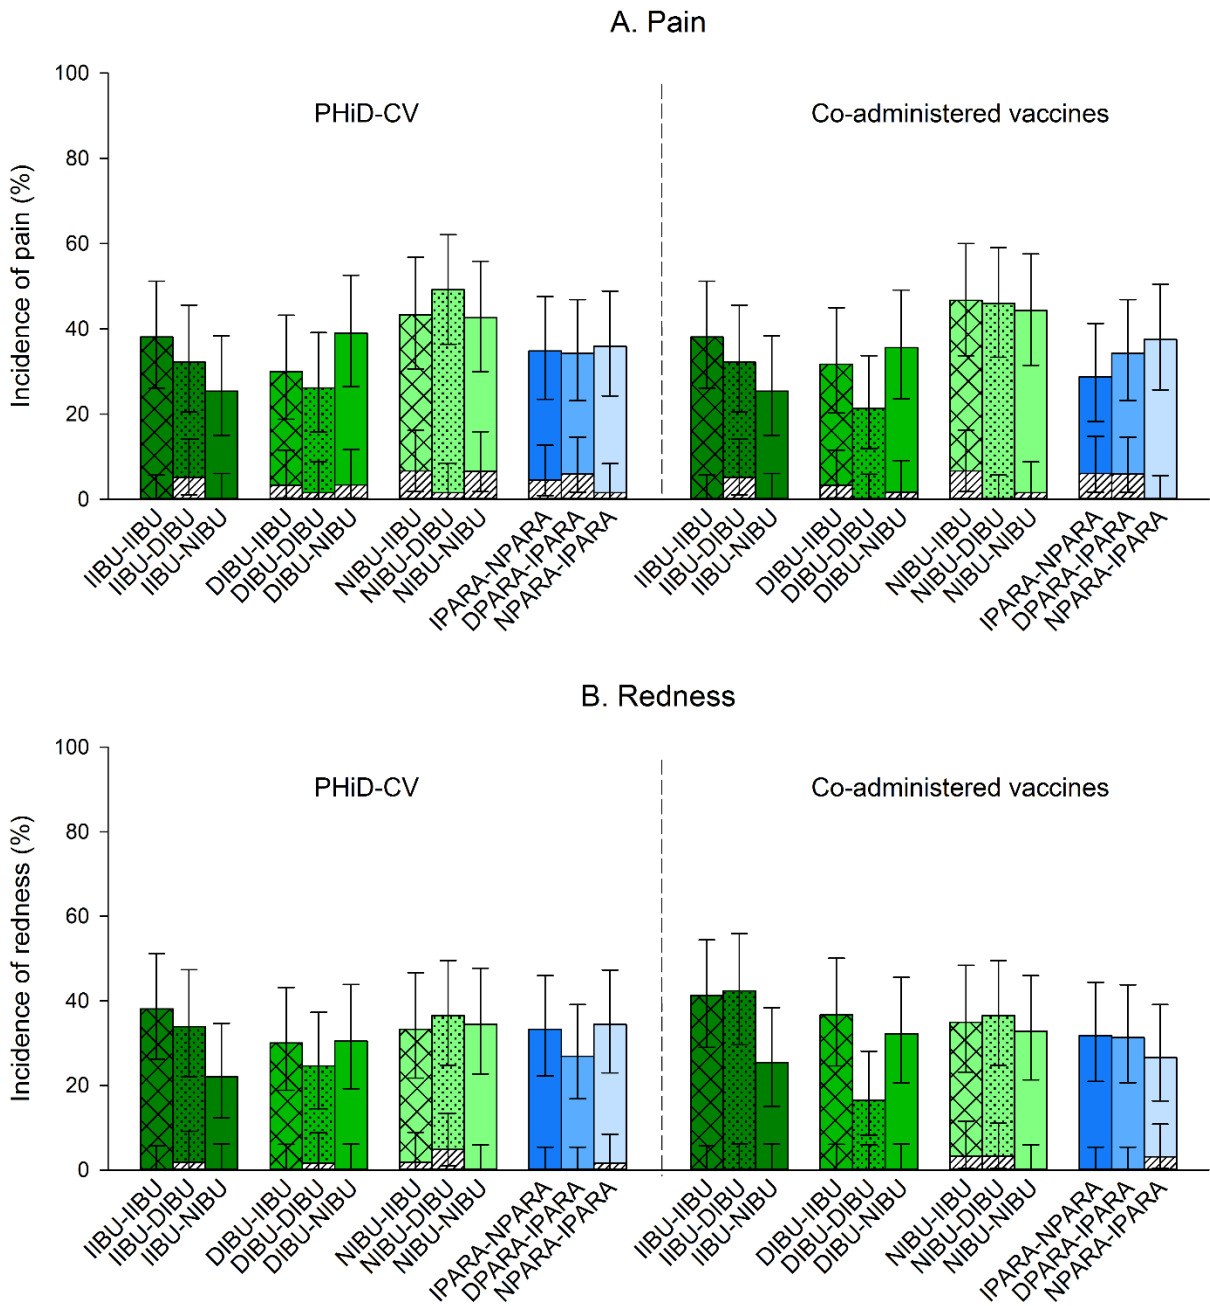 A. Pain
PHiD-CV
Co-administered vaccines
Incidence of pain (%)
100
80
60
40
20
0
IIBU-IIBU
IIBU-DIBU
IIBU-NIBU
DIBU-IIBU
DIBU-DIBU
DIBU-NIBU
NIBU-IIBU
NIBU-DIBU
NIBU-NIBU
IPARA-NPARA
DPARA-IPARA
NPARA-IPARA
IIBU-IIBU
IIBU-DIBU
IIBU-NIBU
DIBU-IIBU
DIBU-DIBU
DIBU-NIBU
NIBU-IIBU
NIBU-DIBU
NIBU-NIBU
IPARA-NPARA
DPARA-IPARA
NPARA-IPARA
B. Redness
PHiD-CV
Co-administered vaccines
Incidence of redness (%)
100
80
60
40
20
0
IIBU-IIBU
IIBU-DIBU
IIBU-NIBU
DIBU-IIBU
DIBU-DIBU
DIBU-NIBU
NIBU-IIBU
NIBU-DIBU
NIBU-NIBU
IPARA-NPARA
DPARA-IPARA
NPARA-IPARA
IIBU-IIBU
IIBU-DIBU
IIBU-NIBU
DIBU-IIBU
DIBU-DIBU
DIBU-NIBU
NIBU-IIBU
NIBU-DIBU
NIBU-NIBU
IPARA-NPARA
DPARA-IPARA
NPARA-IPARA